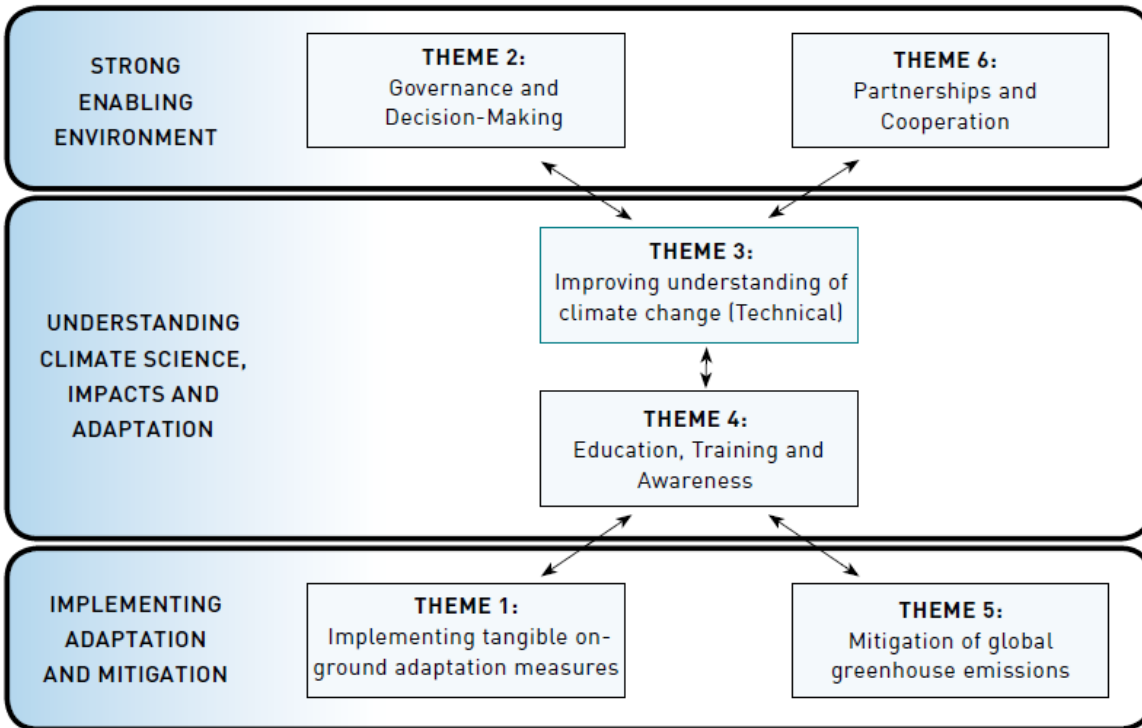 STRONG
ENABLING
ENVIRONMENT
THEME 2:
Governance and
Decision-Making
THEME 6:
Partnerships and
Cooperation
UNDERSTANDING
CLIMATE SCIENCE,
IMPACTS AND
ADAPTATION
THEME 3:
Improving understanding of
climate change (Technical)
THEME 4:
Education, Training and
Awareness
IMPLEMENTING
ADAPTATION
AND MITIGATION
THEME 1:
Implementing tangible on-
ground adaptation measures
THEME 5:
Mitigation of global
greenhouse emissions